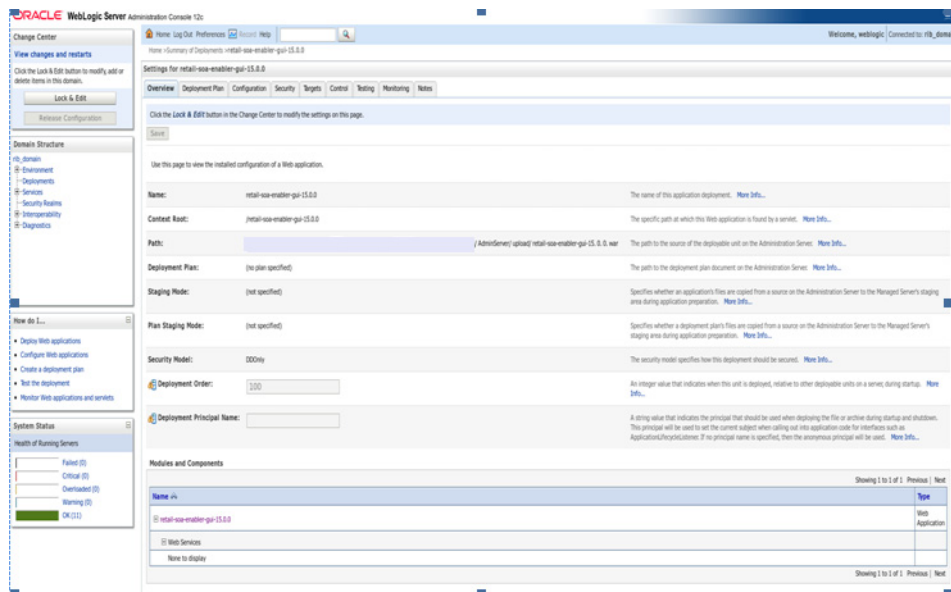 ORACLE WebLogic Server Administration Console 12c
Change Center
View changes and restarts
Click the Lock & Edit button to modify, add or
delete items in this domain.
Lock & Edit
Release Configuration
Domain Structure
rib_domain
Environment
Deployments
Services
Security Realms
Interoperability
Diagnostics
How do I...
Deploy Web applications
Configure Web applications
Create a deployment plan
Test the deployment
Monitor Web applications and servlets
System Status
Health of Running Servers
Failed (0)
Critical (0)
Overloaded (0)
Warning (0)
OK (11)
Home Log Out Preferences Record Help
Welcome, weblogic Connected to: rib_doma
Home >Summary of Deployments >retail-soa-enabler-gui-15.0.0
Settings for retail-soa-enabler-gui-15.0.0
Overview Deployment Plan Configuration Security Targets Control Testing Monitoring Notes
Click the Lock & Edit button in the Change Center to modify the settings on this page.
Save
Use this page to view the installed configuration of a Web application.
Name: retail-soa-enabler-gui-15.0.0 The name of this application deployment. More Info...
Context Root: /retail-soa-enabler-gui-15.0.0 The specific path at which this Web application is found by a servlet. More Info...
Path: / AdminServer/ upload/ retail-soa-enabler-gui-15. 0. 0. war The path to the source of the deployable unit on the Administration Server. More Info...
Deployment Plan: (no plan specified) The path to the deployment plan document on the Administration Server. More Info...
Staging Mode: (not specified) Specifies whether an application's files are copied from a source on the Administration Server to the Managed Server's staging
area during application preparation. More Info...
Plan Staging Mode: (not specified) Specifies whether a deployment plan's files are copied from a source on the Administration Server to the Managed Server's
staging area during application preparation. More Info...
Security Model: DDOnly The security model specifies how this deployment should be secured. More Info...
Deployment Order: 100 An integer value that indicates when this unit is deployed, relative to other deployable units on a server, during startup. More
Info...
Deployment Principal Name: A string value that indicates the principal that should be used when deploying the file or archive during startup and shutdown.
This principal will be used to set the current subject when calling out into application code for interfaces such as
ApplicationLifecycleListener. If no principal name is specified, then the anonymous principal will be used. More Info...
Modules and Components
Showing 1 to 1 of 1 Previous | Next
Name Type
retail-soa-enabler-gui-15.0.0 Web
Application
Web Services
None to display
Showing 1 to 1 of 1 Previous | Next